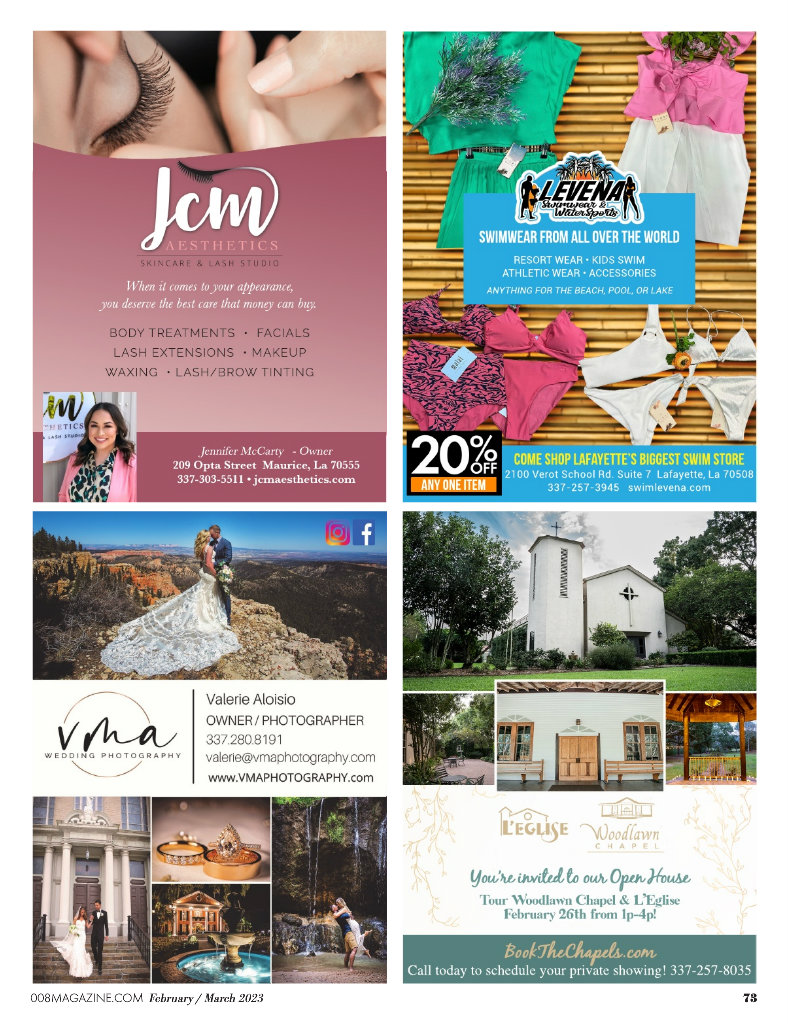 Jcm
AESTHETICS
SKINCARE & LASH STUDIO
When it comes to your appearance,
you deserve the best care that money can buy.
BODY TREATMENTS • FACIALS
LASH EXTENSIONS • MAKEUP
WAXING • LASH/BROW TINTING
Jennifer McCarty - Owner
209 Opta Street Maurice, La 70555
337-303-5511 • jcmaesthetics.com
LEVENA
Swimwear &
WaterSports
SWIMWEAR FROM ALL OVER THE WORLD
RESORT WEAR • KIDS SWIM
ATHLETIC WEAR • ACCESSORIES
ANYTHING FOR THE BEACH, POOL, OR LAKE
20% OFF
ANY ONE ITEM
COME SHOP LAFAYETTE'S BIGGEST SWIM STORE
2100 Verot School Rd. Suite 7 Lafayette, La 70508
337-257-3945 swimlevena.com
vma
WEDDING PHOTOGRAPHY
Valerie Aloisio
OWNER / PHOTOGRAPHER
337.280.8191
valerie@vmaphotography.com
www.VMAPHOTOGRAPHY.com
L'EGLISE
Woodlawn
CHAPEL
You're invited to our Open House
Tour Woodlawn Chapel & L'Eglise
February 26th from 1p-4p!
BookTheChapels.com
Call today to schedule your private showing! 337-257-8035
008MAGAZINE.COM February / March 2023
73